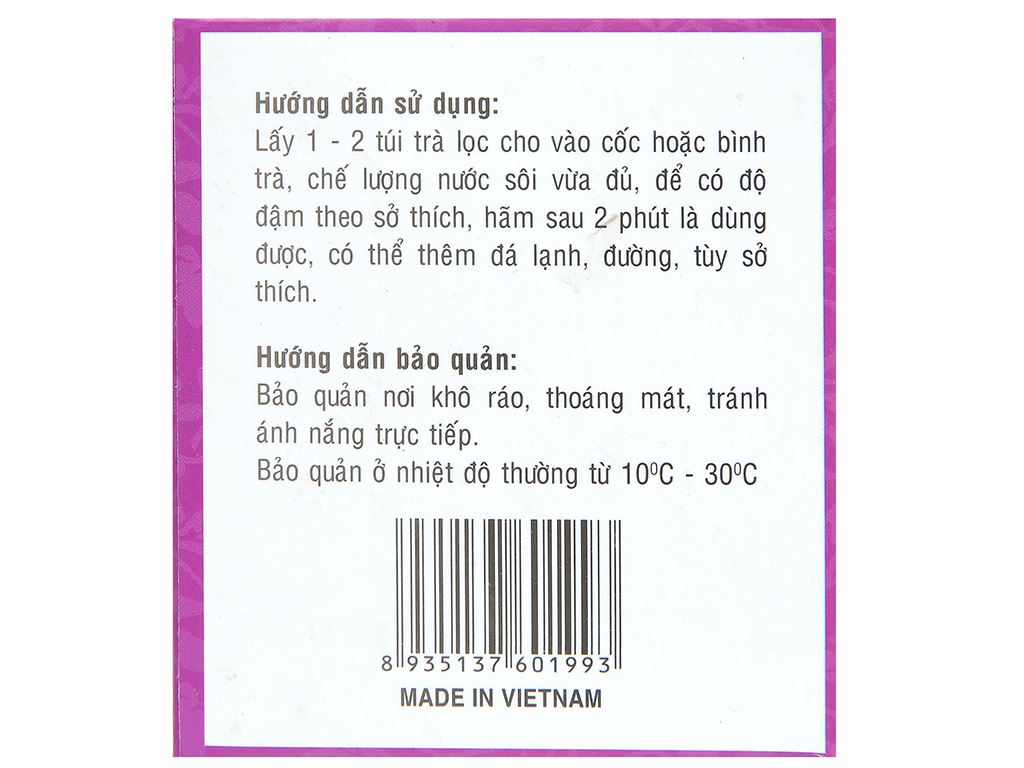 Hướng dẫn sử dụng:
Lấy 1 - 2 túi trà lọc cho vào cốc hoặc bình
trà, chế lượng nước sôi vừa đủ, để có độ
đậm theo sở thích, hãm sau 2 phút là dùng
được, có thể thêm đá lạnh, đường, tùy sở
thích.
Hướng dẫn bảo quản:
Bảo quản nơi khô ráo, thoáng mát, tránh
ánh nắng trực tiếp.
Bảo quản ở nhiệt độ thường từ 10⁰C - 30⁰C
8 935137 601993
MADE IN VIETNAM